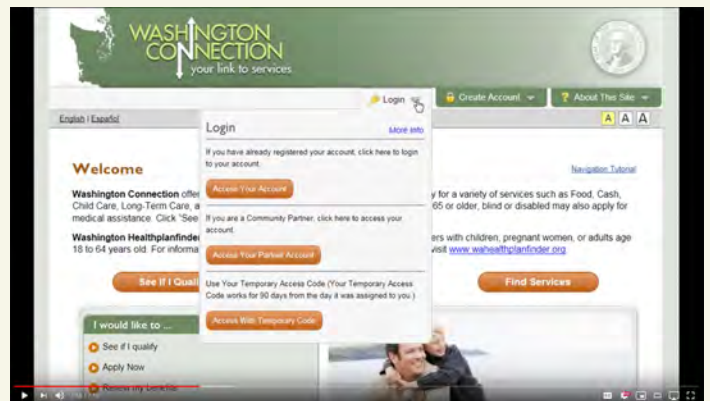 WASHINGTON
CONNECTION
your link to services
Login
Create Account
? About This Site
English | Español
A A A
Login
More Info
If you have already registered your account, click here to login
to your account.
Access Your Account
If you are a Community Partner, click here to access your
account.
Access Your Partner Account
Use Your Temporary Access Code (Your Temporary Access
Code works for 90 days from the day it was assigned to you.)
Access With Temporary Code
Welcome
Navigation Tutorial
Washington Connection offe
y for a variety of services such as Food, Cash,
Child Care, Long-Term Care, a
65 or older, blind or disabled may also apply for
medical assistance. Click "See
Washington Healthplanfinde
ers with children, pregnant women, or adults age
18 to 64 years old. For informa
visit www.wahealthplanfinder.org
See If I Quali
Find Services
I would like to ...
See if I qualify
Apply Now
Renew my benefits